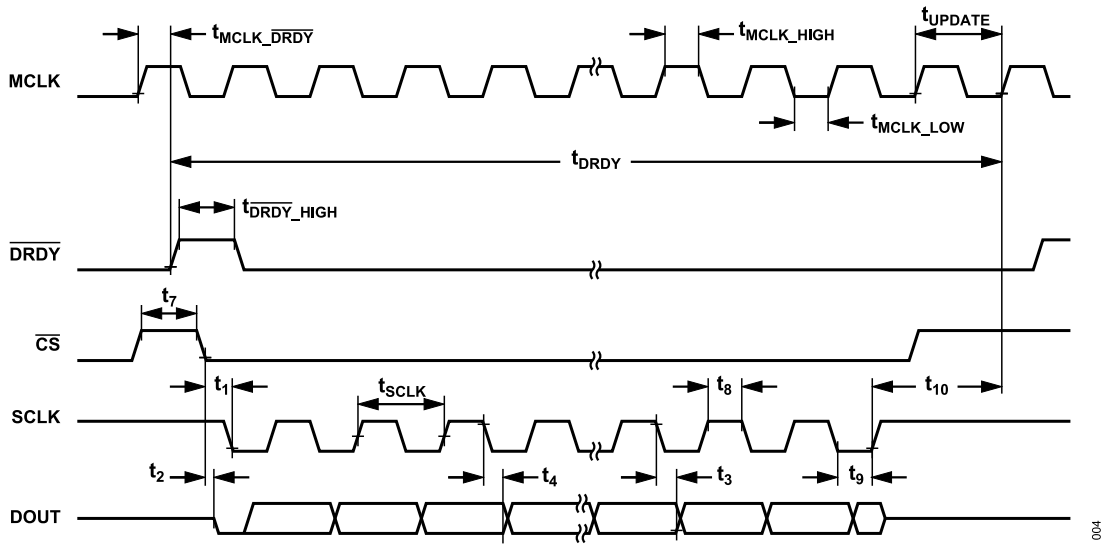 tMCLK_DRDY
tMCLK_HIGH
tUPDATE
MCLK
tMCLK_LOW
tDRDY
tDRDY_HIGH
DRDY
t7
CS
t1
tSCLK
t8
t10
SCLK
t2
t4
t3
t9
DOUT
004